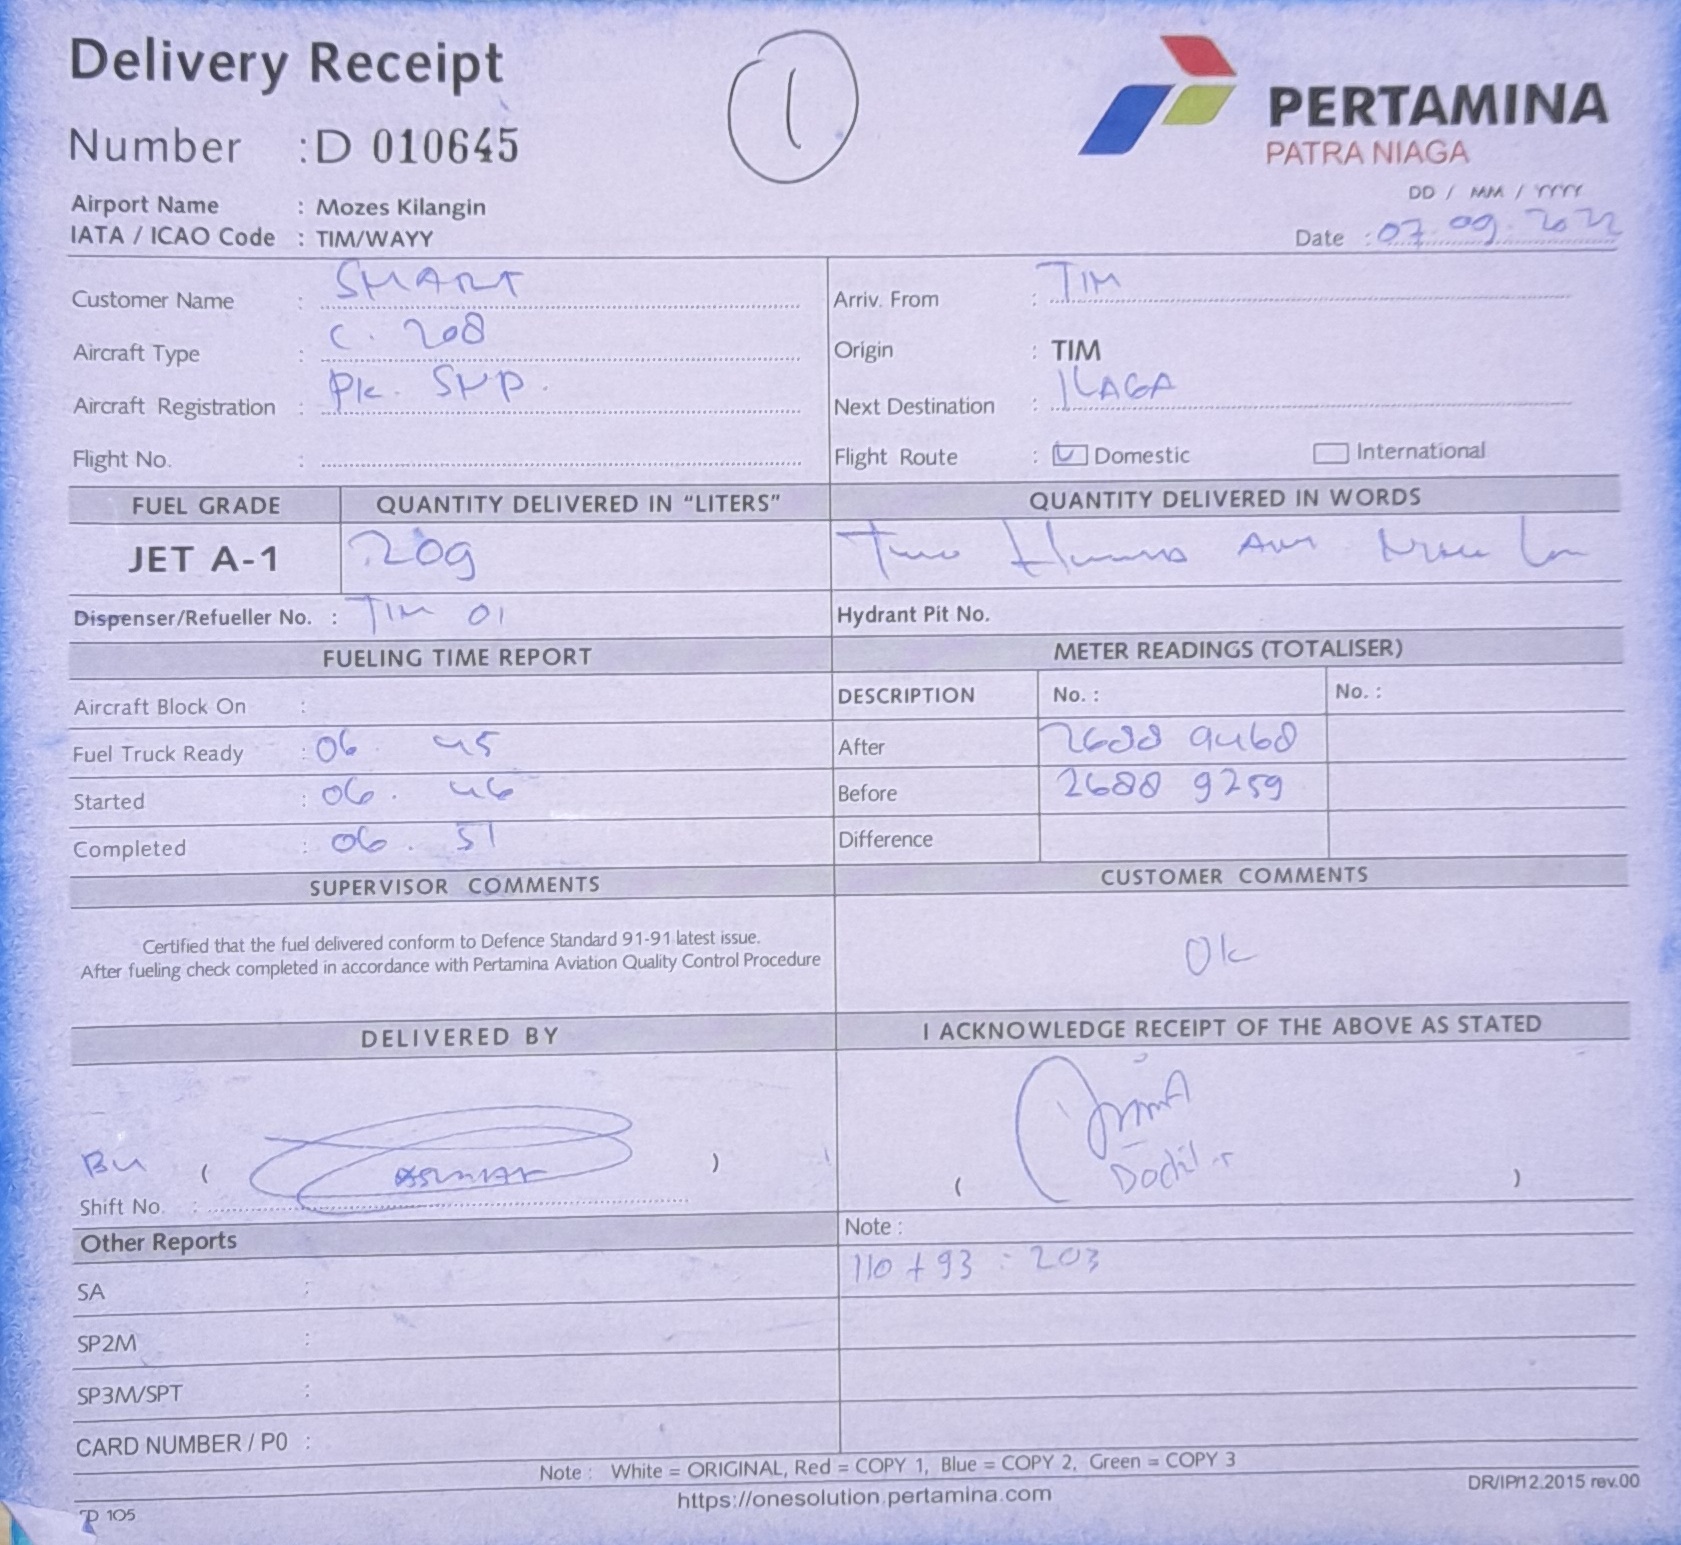 Delivery Receipt
1
PERTAMINA
PATRA NIAGA
Number : D 010645
Airport Name : Mozes Kilangin
IATA / ICAO Code : TIM/WAYY
DD / MM / YYYY
Date : 07. 09. 2022
Customer Name : SMART
Aircraft Type : C. 208
Aircraft Registration : PK.
Flight No. :
Arriv. From : TIM
Origin : TIM
Next Destination : ILAGA
Flight Route : Domestic International
FUEL GRADE QUANTITY DELIVERED IN "LITERS" QUANTITY DELIVERED IN WORDS
JET A-1 209 Two
Dispenser/Refueller No. : TIM 01 Hydrant Pit No.
FUELING TIME REPORT
Aircraft Block On :
Fuel Truck Ready : 06. 45
Started : 06. 46
Completed : 06. 51
METER READINGS (TOTALISER)
DESCRIPTION No. : No. :
After 2688 9468
Before 2688 9259
Difference
SUPERVISOR COMMENTS
Certified that the fuel delivered conform to Defence Standard 91-91 latest issue.
After fueling check completed in accordance with Pertamina Aviation Quality Control Procedure
CUSTOMER COMMENTS
Ok
DELIVERED BY
( )
Shift No. :
I ACKNOWLEDGE RECEIPT OF THE ABOVE AS STATED
( )
Other Reports
SA :
SP2M :
SP3M/SPT :
CARD NUMBER / PO :
Note :
110 + 93 : 203
Note : White = ORIGINAL, Red = COPY 1, Blue = COPY 2, Green = COPY 3
https://onesolution.pertamina.com
DR/IP/12.2015 rev.00
P 105